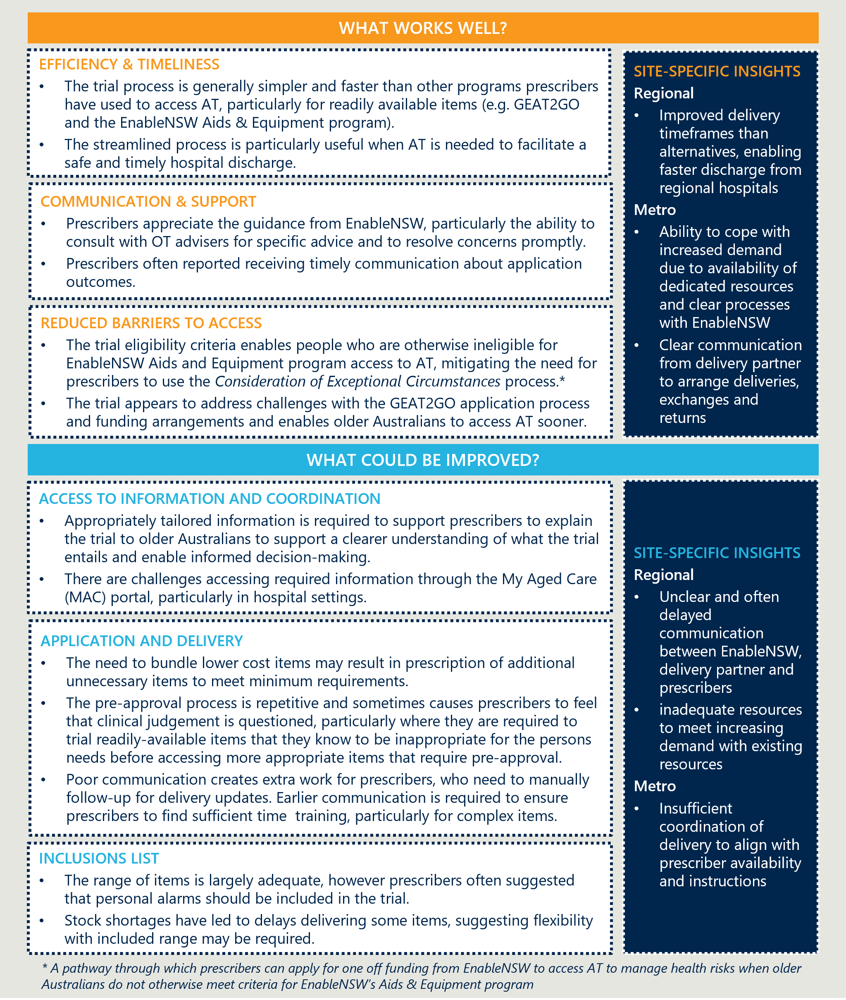 WHAT WORKS WELL?
EFFICIENCY & TIMELINESS
• The trial process is generally simpler and faster than other programs prescribers
have used to access AT, particularly for readily available items (e.g. GEAT2GO
and the EnableNSW Aids & Equipment program).
• The streamlined process is particularly useful when AT is needed to facilitate a
safe and timely hospital discharge.
COMMUNICATION & SUPPORT
• Prescribers appreciate the guidance from EnableNSW, particularly the ability to
consult with OT advisers for specific advice and to resolve concerns promptly.
• Prescribers often reported receiving timely communication about application
outcomes.
REDUCED BARRIERS TO ACCESS
• The trial eligibility criteria enables people who are otherwise ineligible for
EnableNSW Aids and Equipment program access to AT, mitigating the need for
prescribers to use the Consideration of Exceptional Circumstances process.*
• The trial appears to address challenges with the GEAT2GO application process
and funding arrangements and enables older Australians to access AT sooner.
SITE-SPECIFIC INSIGHTS
Regional
• Improved delivery
timeframes than
alternatives, enabling
faster discharge from
regional hospitals
Metro
• Ability to cope with
increased demand
due to availability of
dedicated resources
and clear processes
with EnableNSW
• Clear communication
from delivery partner
to arrange deliveries,
exchanges and
returns
WHAT COULD BE IMPROVED?
ACCESS TO INFORMATION AND COORDINATION
• Appropriately tailored information is required to support prescribers to explain
the trial to older Australians to support a clearer understanding of what the trial
entails and enable informed decision-making.
• There are challenges accessing required information through the My Aged Care
(MAC) portal, particularly in hospital settings.
APPLICATION AND DELIVERY
• The need to bundle lower cost items may result in prescription of additional
unnecessary items to meet minimum requirements.
• The pre-approval process is repetitive and sometimes causes prescribers to feel
that clinical judgement is questioned, particularly where they are required to
trial readily-available items that they know to be inappropriate for the persons
needs before accessing more appropriate items that require pre-approval.
• Poor communication creates extra work for prescribers, who need to manually
follow-up for delivery updates. Earlier communication is required to ensure
prescribers to find sufficient time  training, particularly for complex items.
INCLUSIONS LIST
• The range of items is largely adequate, however prescribers often suggested
that personal alarms should be included in the trial.
• Stock shortages have led to delays delivering some items, suggesting flexibility
with included range may be required.
SITE-SPECIFIC INSIGHTS
Regional
• Unclear and often
delayed
communication
between EnableNSW,
delivery partner and
prescribers
• inadequate resources
to meet increasing
demand with existing
resources
Metro
• Insufficient
coordination of
delivery to align with
prescriber availability
and instructions
* A pathway through which prescribers can apply for one off funding from EnableNSW to access AT to manage health risks when older
Australians do not otherwise meet criteria for EnableNSW's Aids & Equipment program